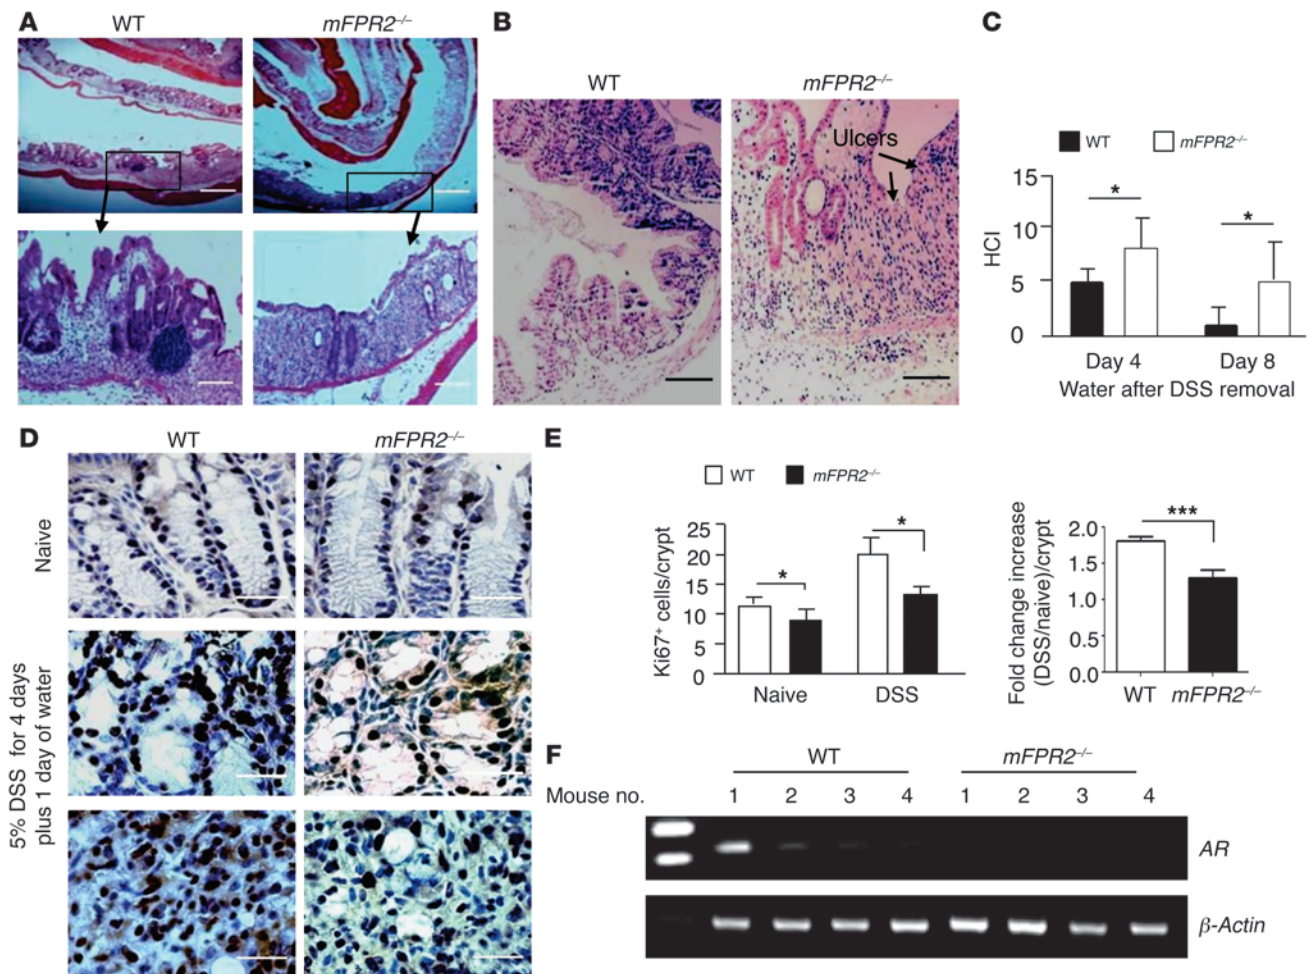 A
WT
mFPR2–/–
B
WT
mFPR2–/–
Ulcers
C
WT
mFPR2–/–
15
10
5
0
HCI
*
*
Day 4
Day 8
Water after DSS removal
D
WT
mFPR2–/–
Naive
5% DSS for 4 days
plus 1 day of water
E
WT
mFPR2–/–
25
20
15
10
5
0
Ki67+ cells/crypt
*
*
Naive
DSS
2.0
1.5
1.0
0.5
0.0
Fold change increase
(DSS/naive)/crypt
***
WT
mFPR2–/–
F
WT
mFPR2–/–
Mouse no.
1
2
3
4
1
2
3
4
AR
β-Actin